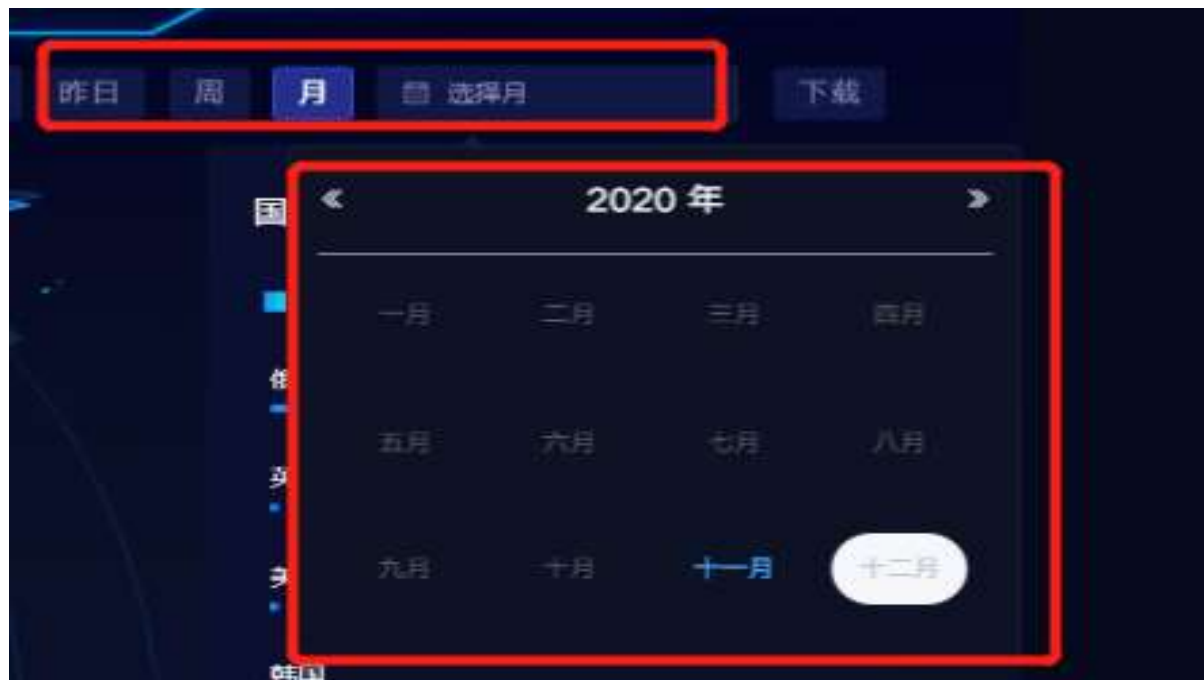 昨日 周 月 选择月 下载
国
« 2020 年 »
一月 二月 三月 四月
五月 六月 七月 八月
九月 十月 十一月 十二月
韩国